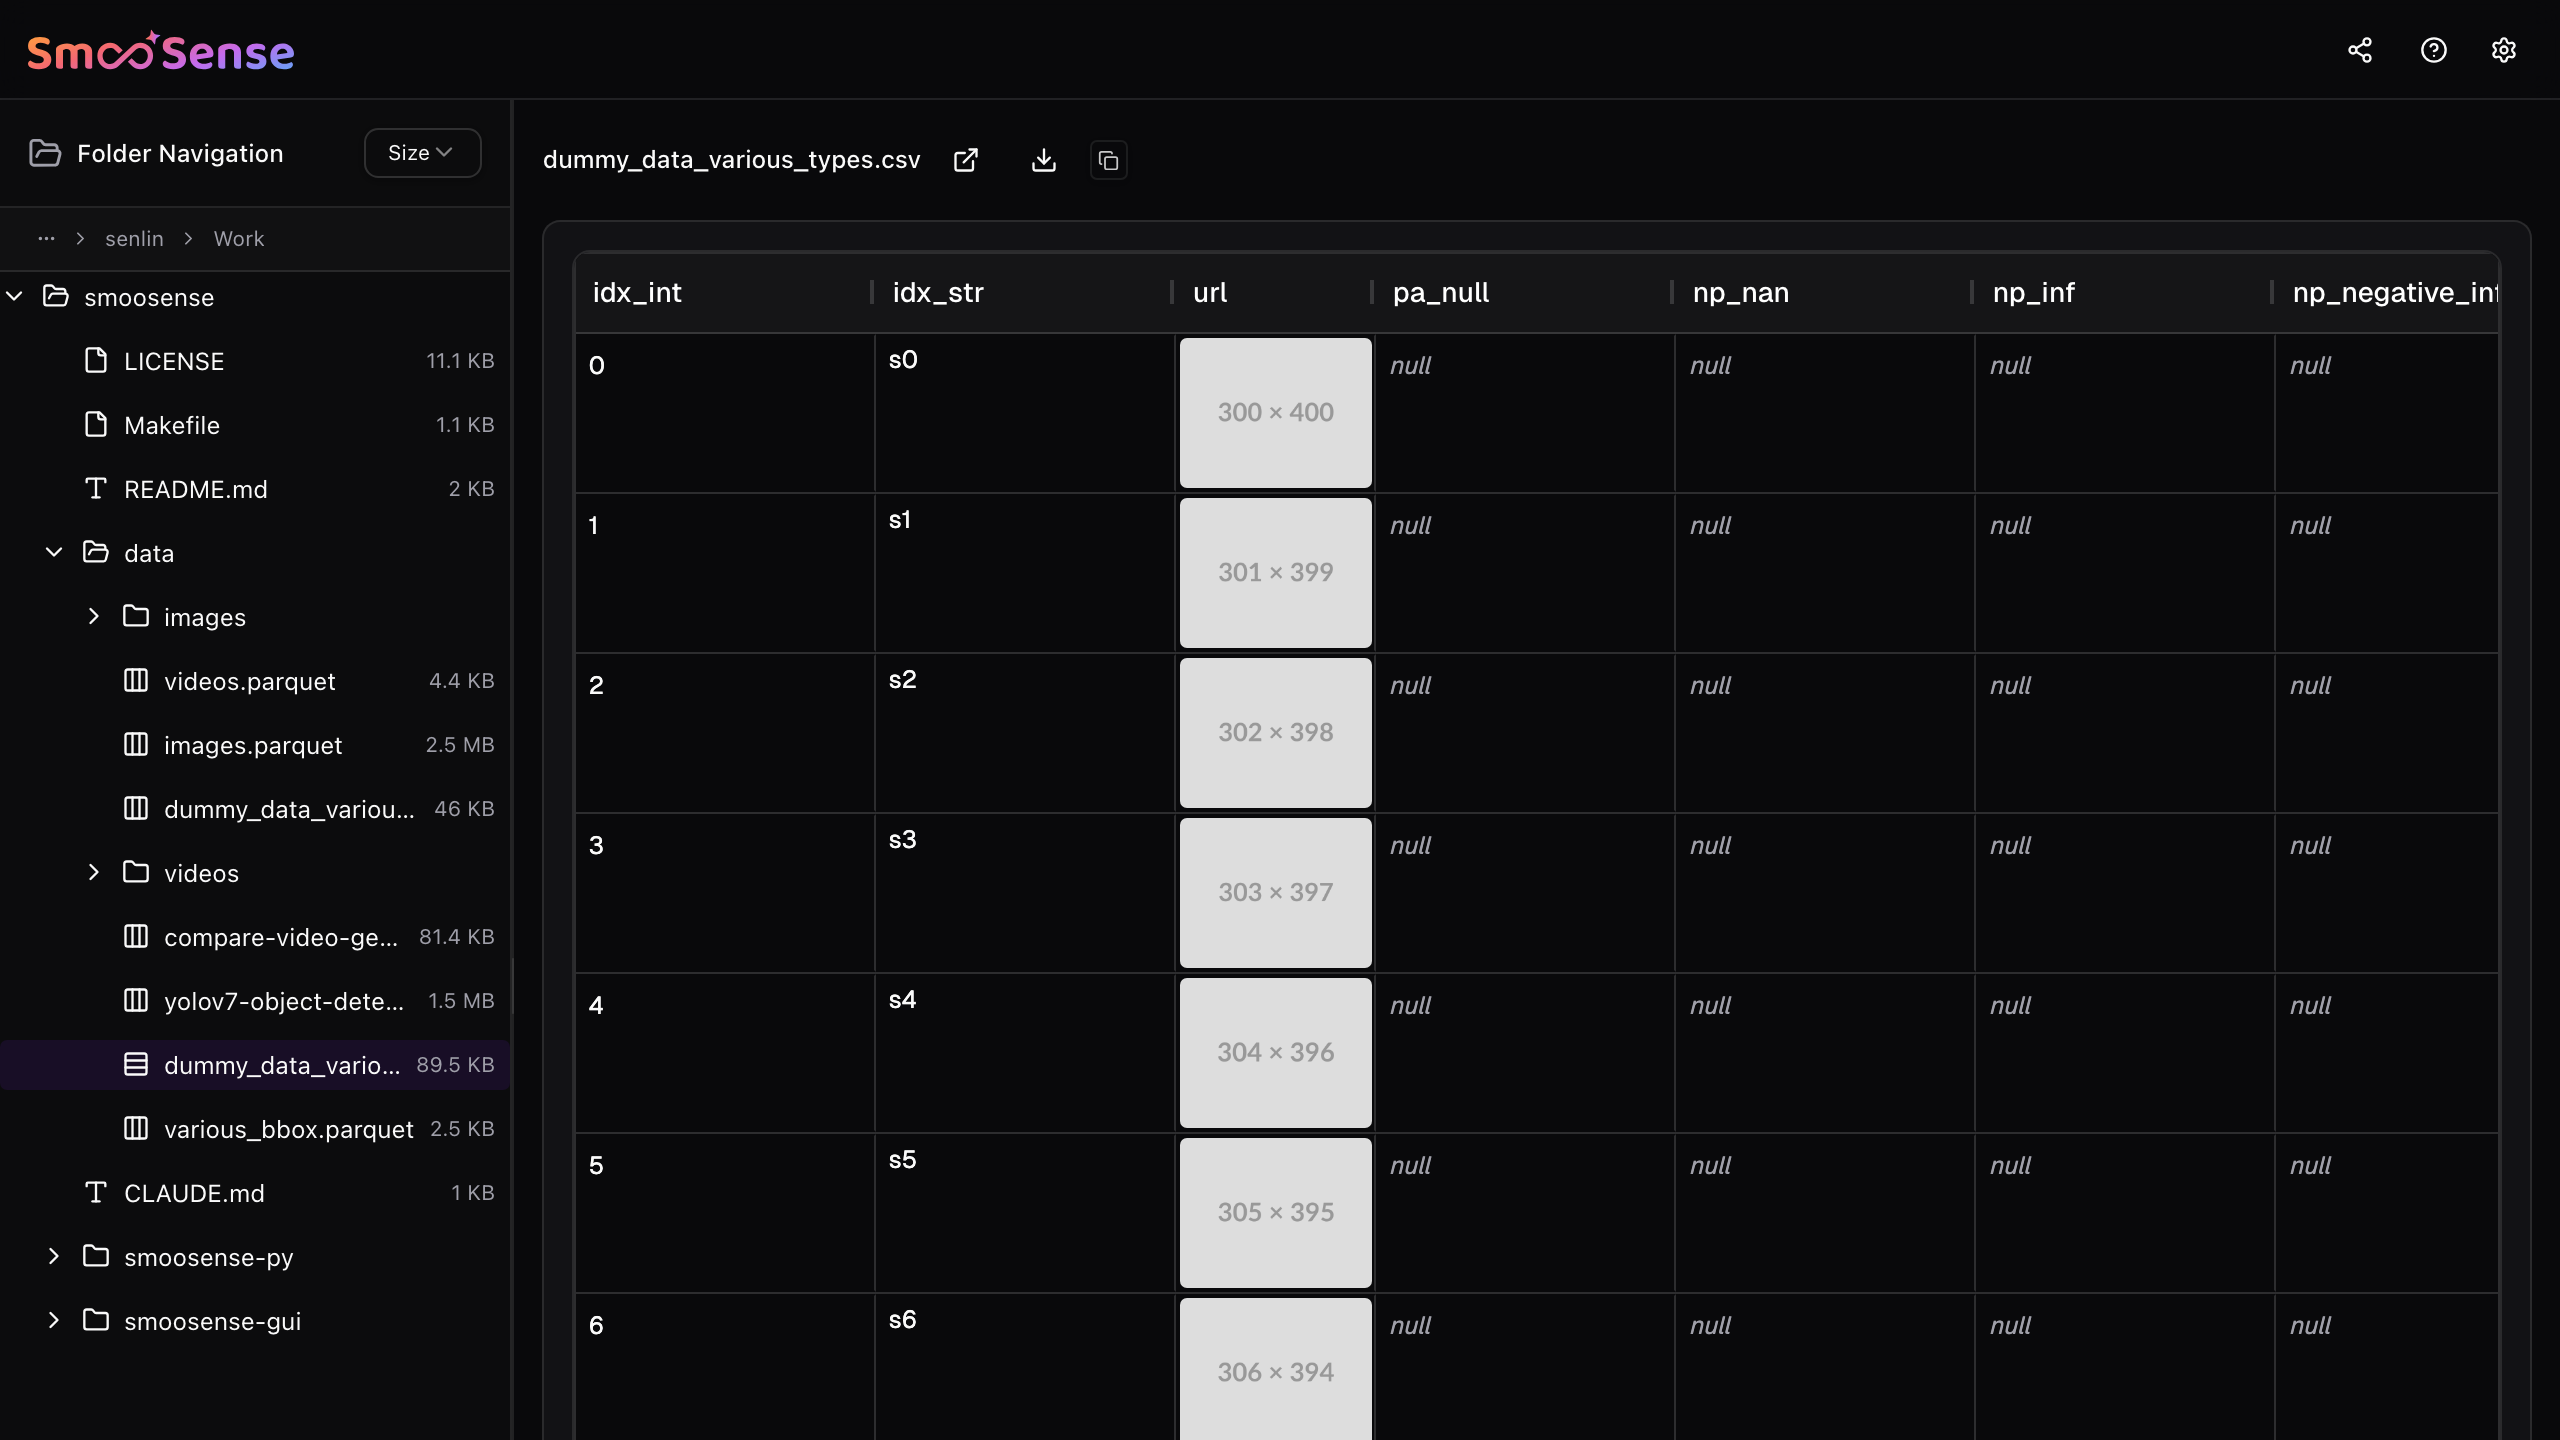 SmooSense
Folder Navigation
Size
... > senlin > Work
smoosense
LICENSE 11.1 KB
Makefile 1.1 KB
README.md 2 KB
data
images
videos.parquet 4.4 KB
images.parquet 2.5 MB
dummy_data_variou... 46 KB
videos
compare-video-ge... 81.4 KB
yolov7-object-dete... 1.5 MB
dummy_data_vario... 89.5 KB
various_bbox.parquet 2.5 KB
CLAUDE.md 1 KB
smoosense-py
smoosense-gui
dummy_data_various_types.csv
idx_int idx_str url pa_null np_nan np_inf np_negative_inf
0 s0 300 × 400 null null null null
1 s1 301 × 399 null null null null
2 s2 302 × 398 null null null null
3 s3 303 × 397 null null null null
4 s4 304 × 396 null null null null
5 s5 305 × 395 null null null null
6 s6 306 × 394 null null null null